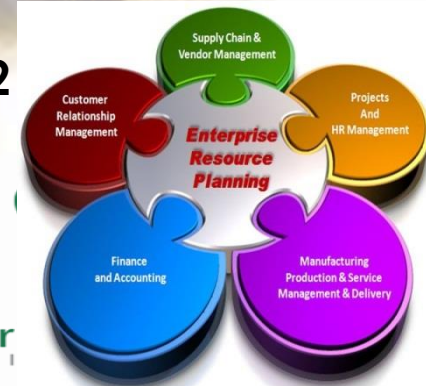 2
Supply Chain &
Vendor Management
Customer
Relationship
Management
Projects
And
HR Management
Enterprise
Resource
Planning
Finance
and Accounting
Manufacturing
Production & Service
Management & Delivery
r